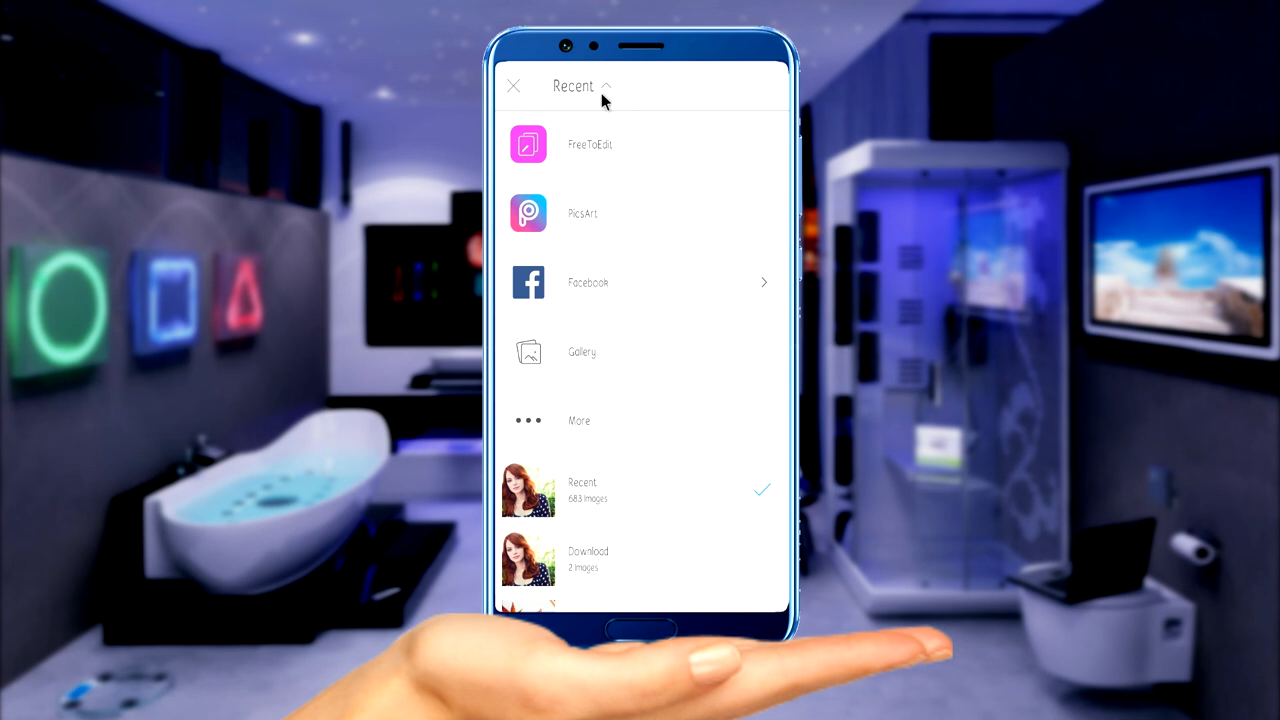 Recent
FreeToEdit
PicsArt
Facebook
Gallery
More
Recent
683 Images
Download
2 Images